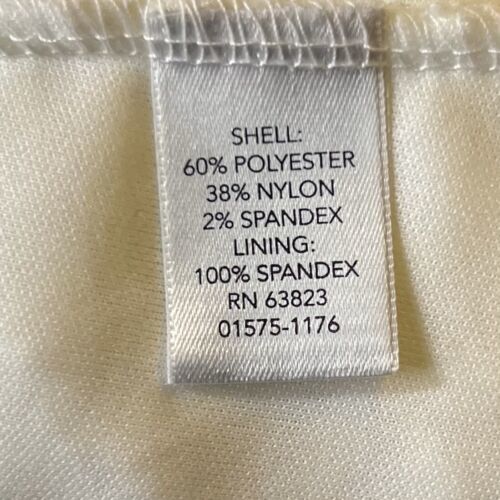 SHELL:
60% POLYESTER
38% NYLON
2% SPANDEX
LINING:
100% SPANDEX
RN 63823
01575-1176